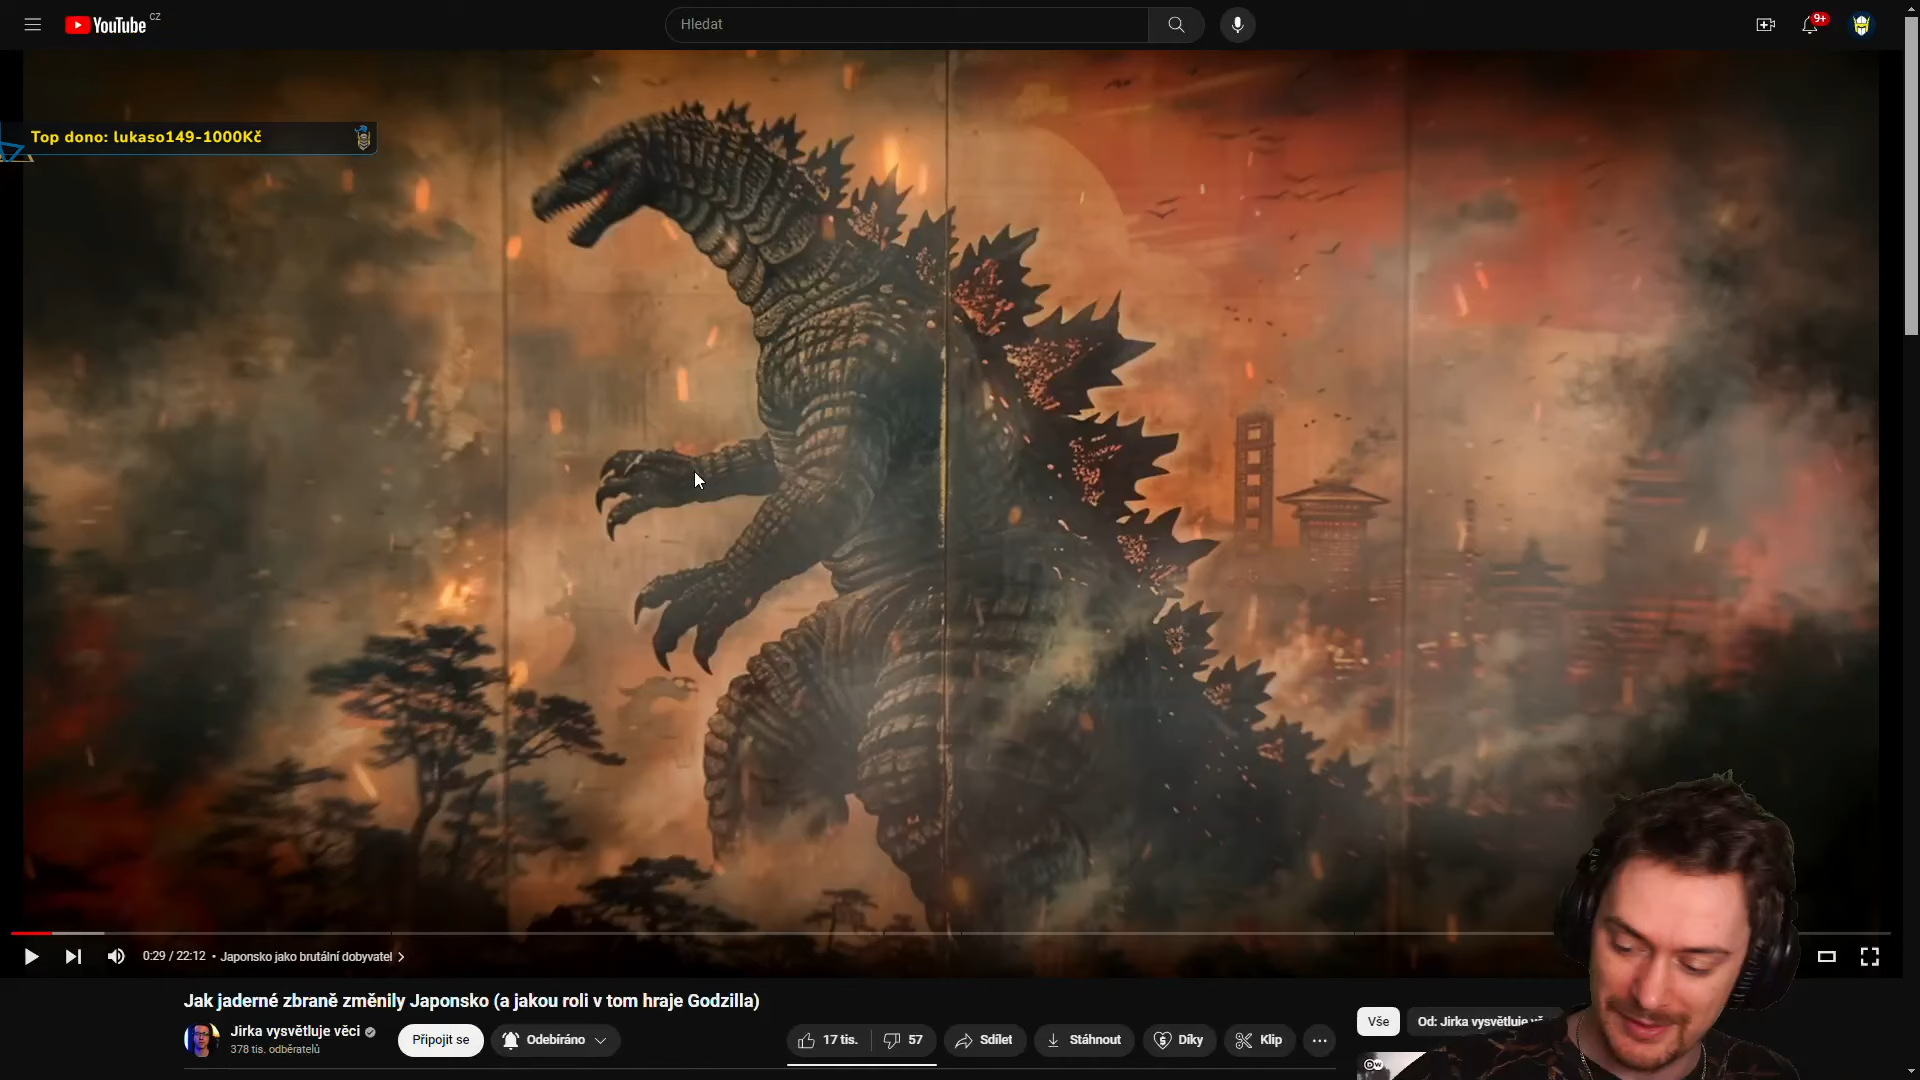 YouTube CZ
Hledat
9+
Top dono: lukaso149-1000Kč
0:29 / 22:12 • Japonsko jako brutální dobyvatel
Jak jaderné zbraně změnily Japonsko (a jakou roli v tom hraje Godzilla)
Jirka vysvětluje věci
378 tis. odběratelů
Připojit se
Odebíráno
17 tis.
57
Sdílet
Stáhnout
Díky
Klip
Vše
Od: Jirka vysvětluje
DW